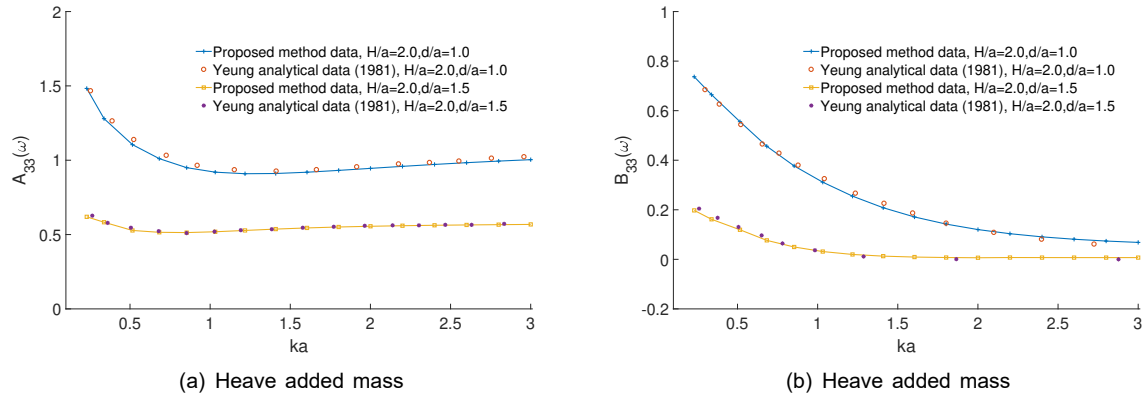 2
1.5
1
0.5
0
A33(ω)
Proposed method data, H/a=2.0,d/a=1.0
Yeung analytical data (1981), H/a=2.0,d/a=1.0
Proposed method data, H/a=2.0,d/a=1.5
Yeung analytical data (1981), H/a=2.0,d/a=1.5
0.5 1 1.5 2 2.5 3
ka
(a) Heave added mass
1
0.8
0.6
0.4
0.2
0
-0.2
B33(ω)
Proposed method data, H/a=2.0,d/a=1.0
Yeung analytical data (1981), H/a=2.0,d/a=1.0
Proposed method data, H/a=2.0,d/a=1.5
Yeung analytical data (1981), H/a=2.0,d/a=1.5
0.5 1 1.5 2 2.5 3
ka
(b) Heave added mass